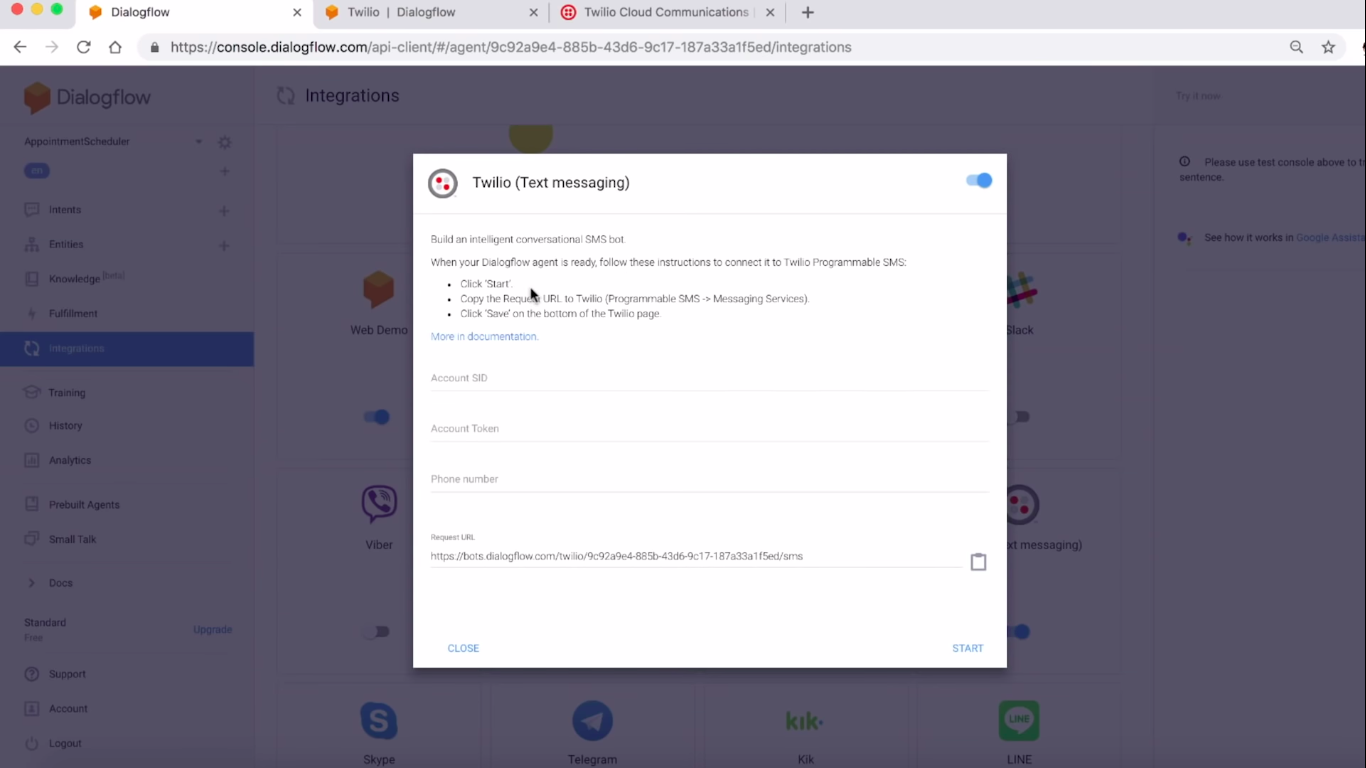 Dialogflow
Twilio | Dialogflow
Twilio Cloud Communications
https://console.dialogflow.com/api-client/#/agent/9c92a9e4-885b-43d6-9c17-187a33a1f5ed/integrations
Dialogflow
AppointmentScheduler
en
Intents
Entities
Knowledge [beta]
Fulfillment
Integrations
Training
History
Analytics
Prebuilt Agents
Small Talk
Docs
Standard
Free
Upgrade
Support
Account
Logout
Integrations
Web Demo
Slack
Viber
xt messaging)
Skype
Telegram
kik.
Kik
LINE
LINE
Twilio (Text messaging)
Build an intelligent conversational SMS bot.
When your Dialogflow agent is ready, follow these instructions to connect it to Twilio Programmable SMS:
Click 'Start'.
Copy the Request URL to Twilio (Programmable SMS -> Messaging Services).
Click 'Save' on the bottom of the Twilio page
More in documentation.
Account SID
Account Token
Phone number
Request URL
https://bots.dialogflow.com/twilio/9c92a9e4-885b-43d6-9c17-187a33a1f5ed/sms
CLOSE
START
Try it now
Please use test console above to t
sentence.
See how it works in Google Assista